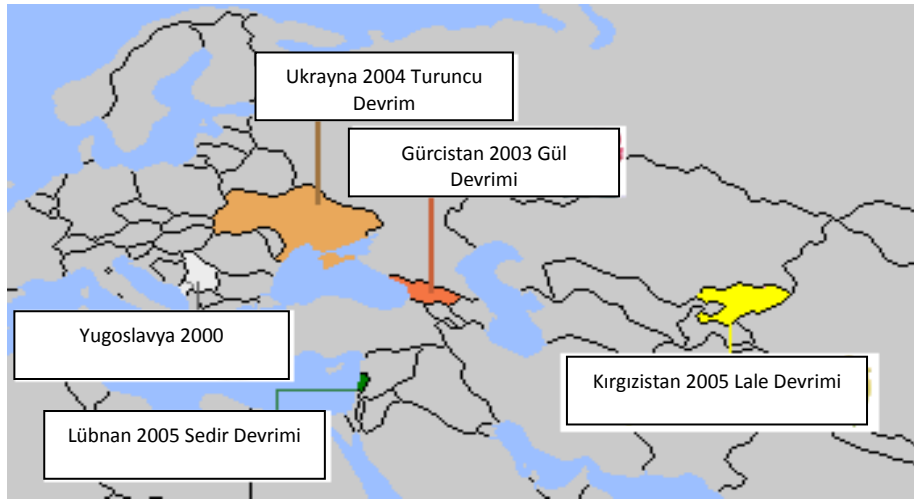 Ukrayna 2004 Turuncu
Devrim
Gürcistan 2003 Gül
Devrimi
Yugoslavya 2000
Kırgızistan 2005 Lale Devrimi
Lübnan 2005 Sedir Devrimi